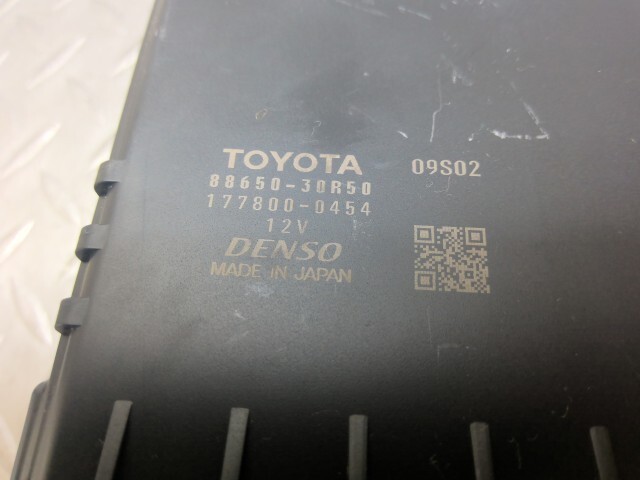 TOYOTA 09S02
88650-30R50
177800-0454
12V
DENSO
MADE IN JAPAN